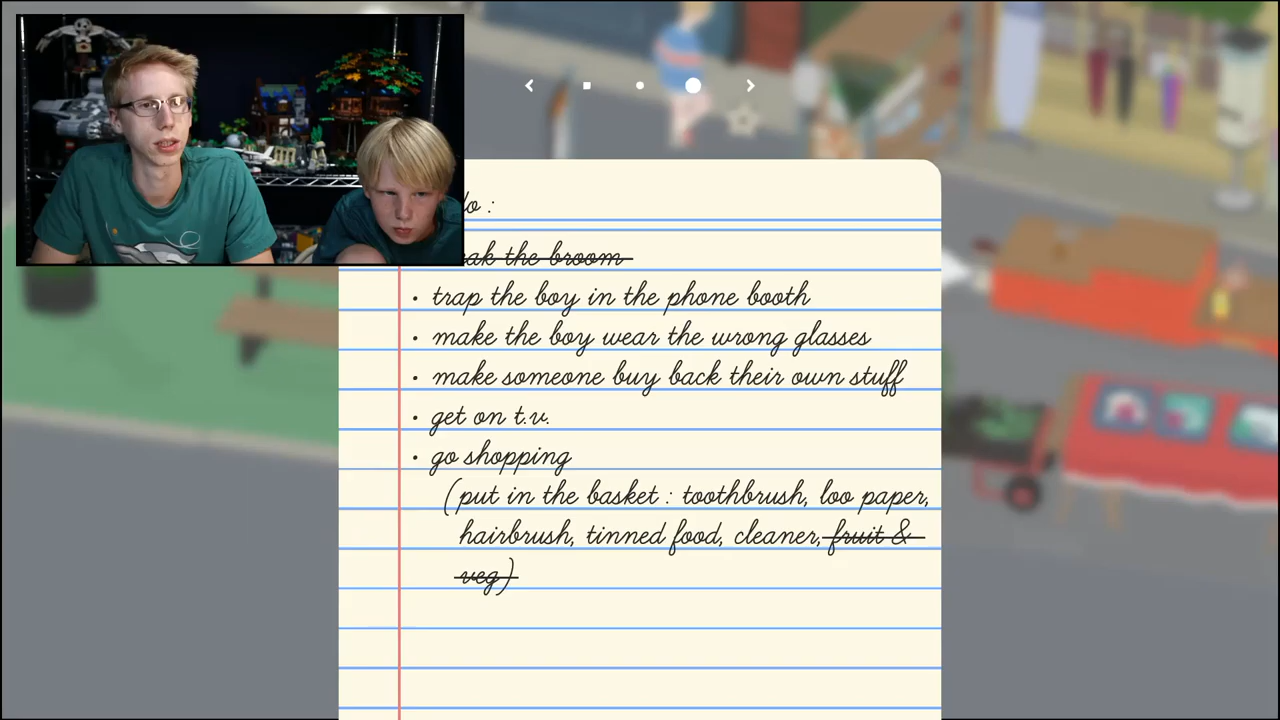 do :
eak the broom
• trap the boy in the phone booth
• make the boy wear the wrong glasses
• make someone buy back their own stuff
• get on t.v.
• go shopping
(put in the basket : toothbrush, loo paper,
hairbrush, tinned food, cleaner, fruit &
veg)